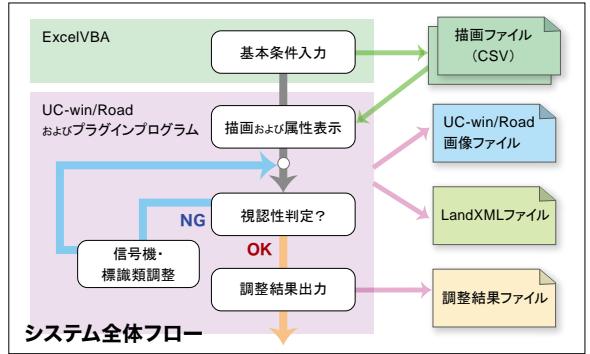 ExcelVBA
基本条件入力
描画ファイル
（CSV）
UC-win/Road
およびプラグインプログラム
描画および属性表示
UC-win/Road
画像ファイル
視認性判定？
NG
OK
LandXMLファイル
信号機・
標識類調整
調整結果出力
調整結果ファイル
システム全体フロー